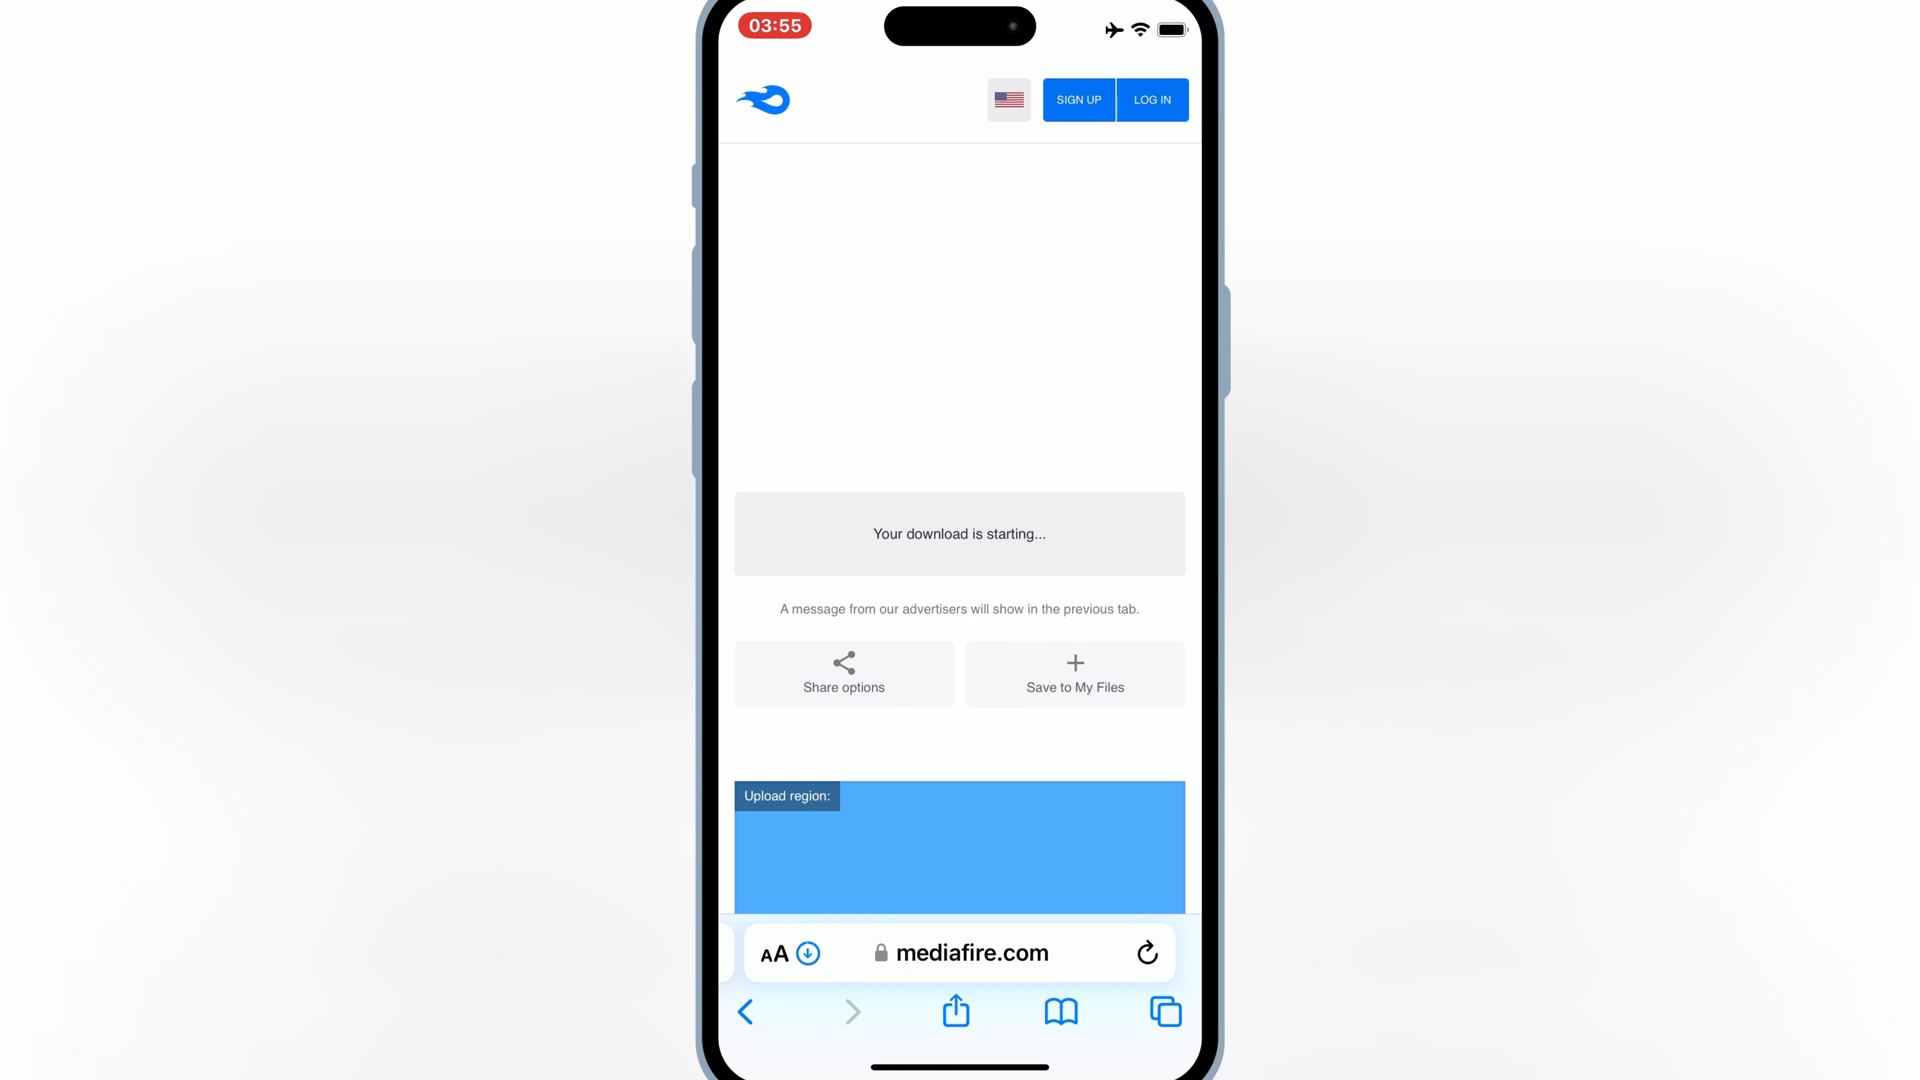 03:55
SIGN UP LOG IN
Your download is starting...
A message from our advertisers will show in the previous tab.
Share options
Save to My Files
Upload region:
AA mediafire.com